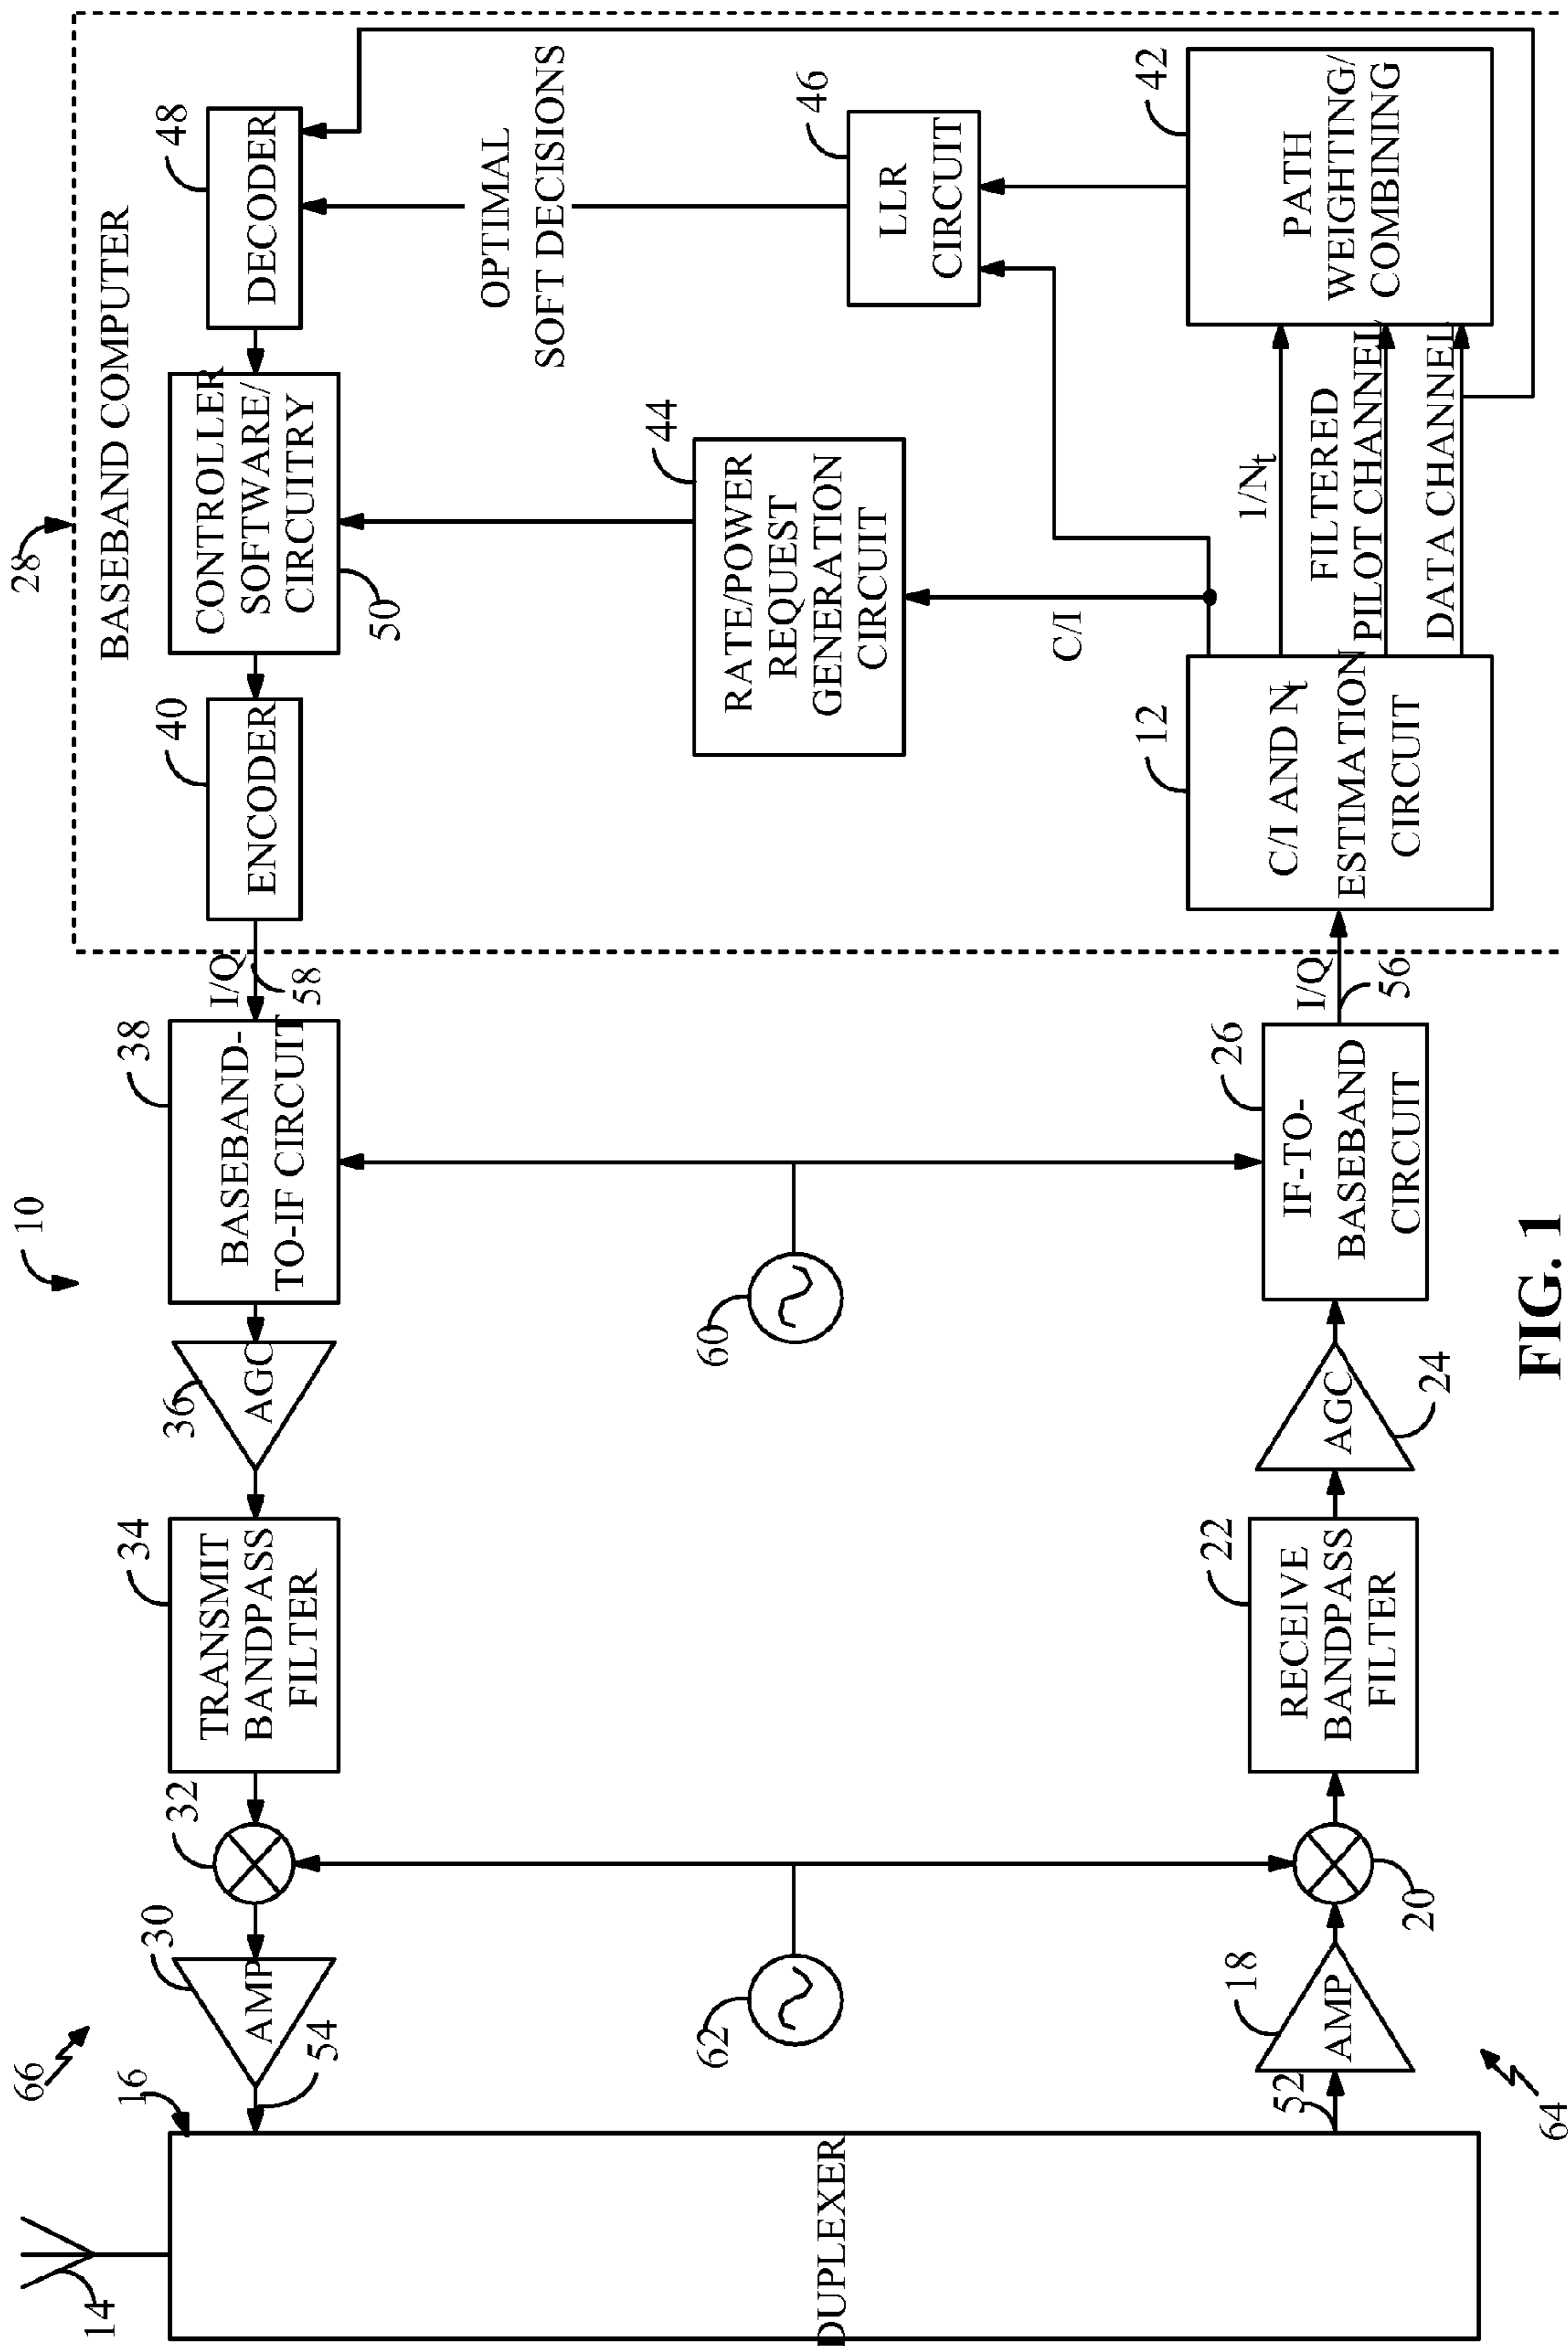 66
10
28
14
16
54
30
AMP
32
34
TRANSMIT
BANDPASS
FILTER
36
AGC
38
BASEBAND-
TO-IF CIRCUIT
I/Q
58
BASEBAND COMPUTER
40
ENCODER
CONTROLLER
SOFTWARE/
CIRCUITRY
50
48
DECODER
OPTIMAL
SOFT DECISIONS
DUPLEXER
62
60
44
RATE/POWER
REQUEST
GENERATION
CIRCUIT
46
LLR
CIRCUIT
C/I
52
18
AMP
20
22
RECEIVE
BANDPASS
FILTER
AGC
24
26
IF-TO-
BASEBAND
CIRCUIT
I/Q
56
12
C/I AND Nt
ESTIMATION
CIRCUIT
1/Nt
FILTERED
PILOT CHANNEL
DATA CHANNEL
42
PATH
WEIGHTING/
COMBINING
64
FIG. 1